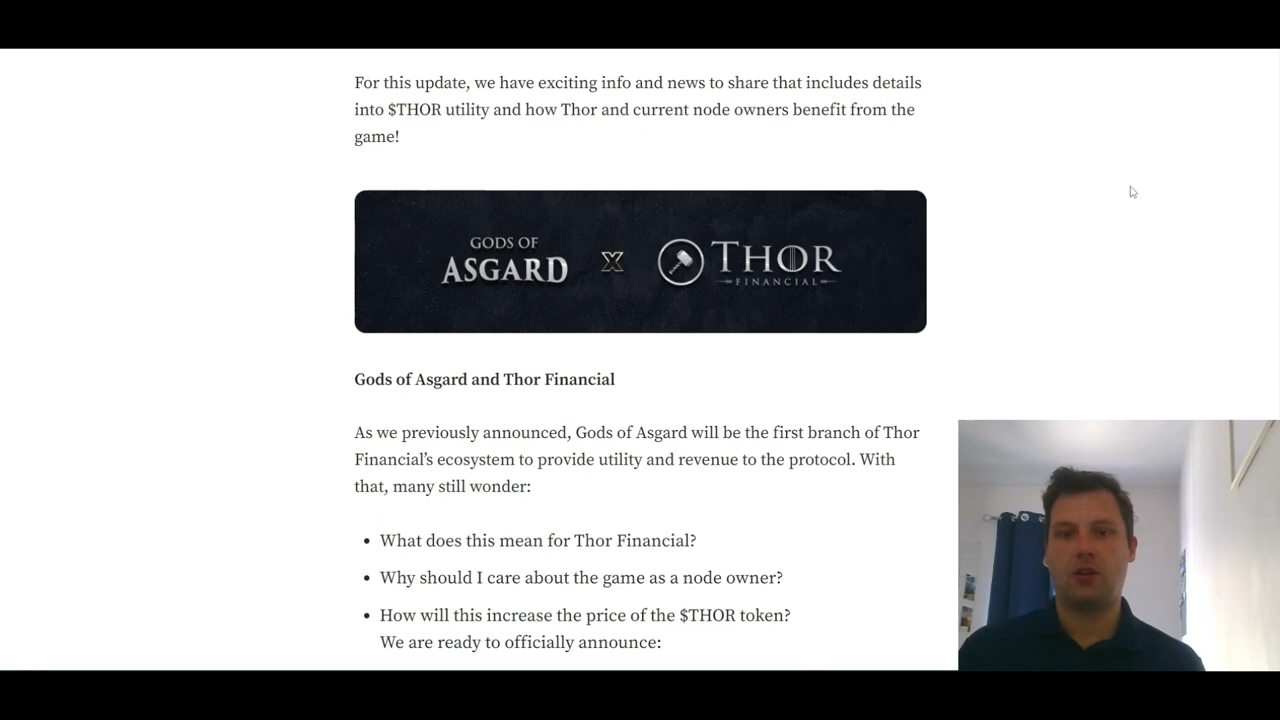 For this update, we have exciting info and news to share that includes details
into $THOR utility and how Thor and current node owners benefit from the
game!
GODS OF
ASGARD
X
THOR
FINANCIAL
Gods of Asgard and Thor Financial
As we previously announced, Gods of Asgard will be the first branch of Thor
Financial’s ecosystem to provide utility and revenue to the protocol. With
that, many still wonder:
• What does this mean for Thor Financial?
• Why should I care about the game as a node owner?
• How will this increase the price of the $THOR token?
We are ready to officially announce: